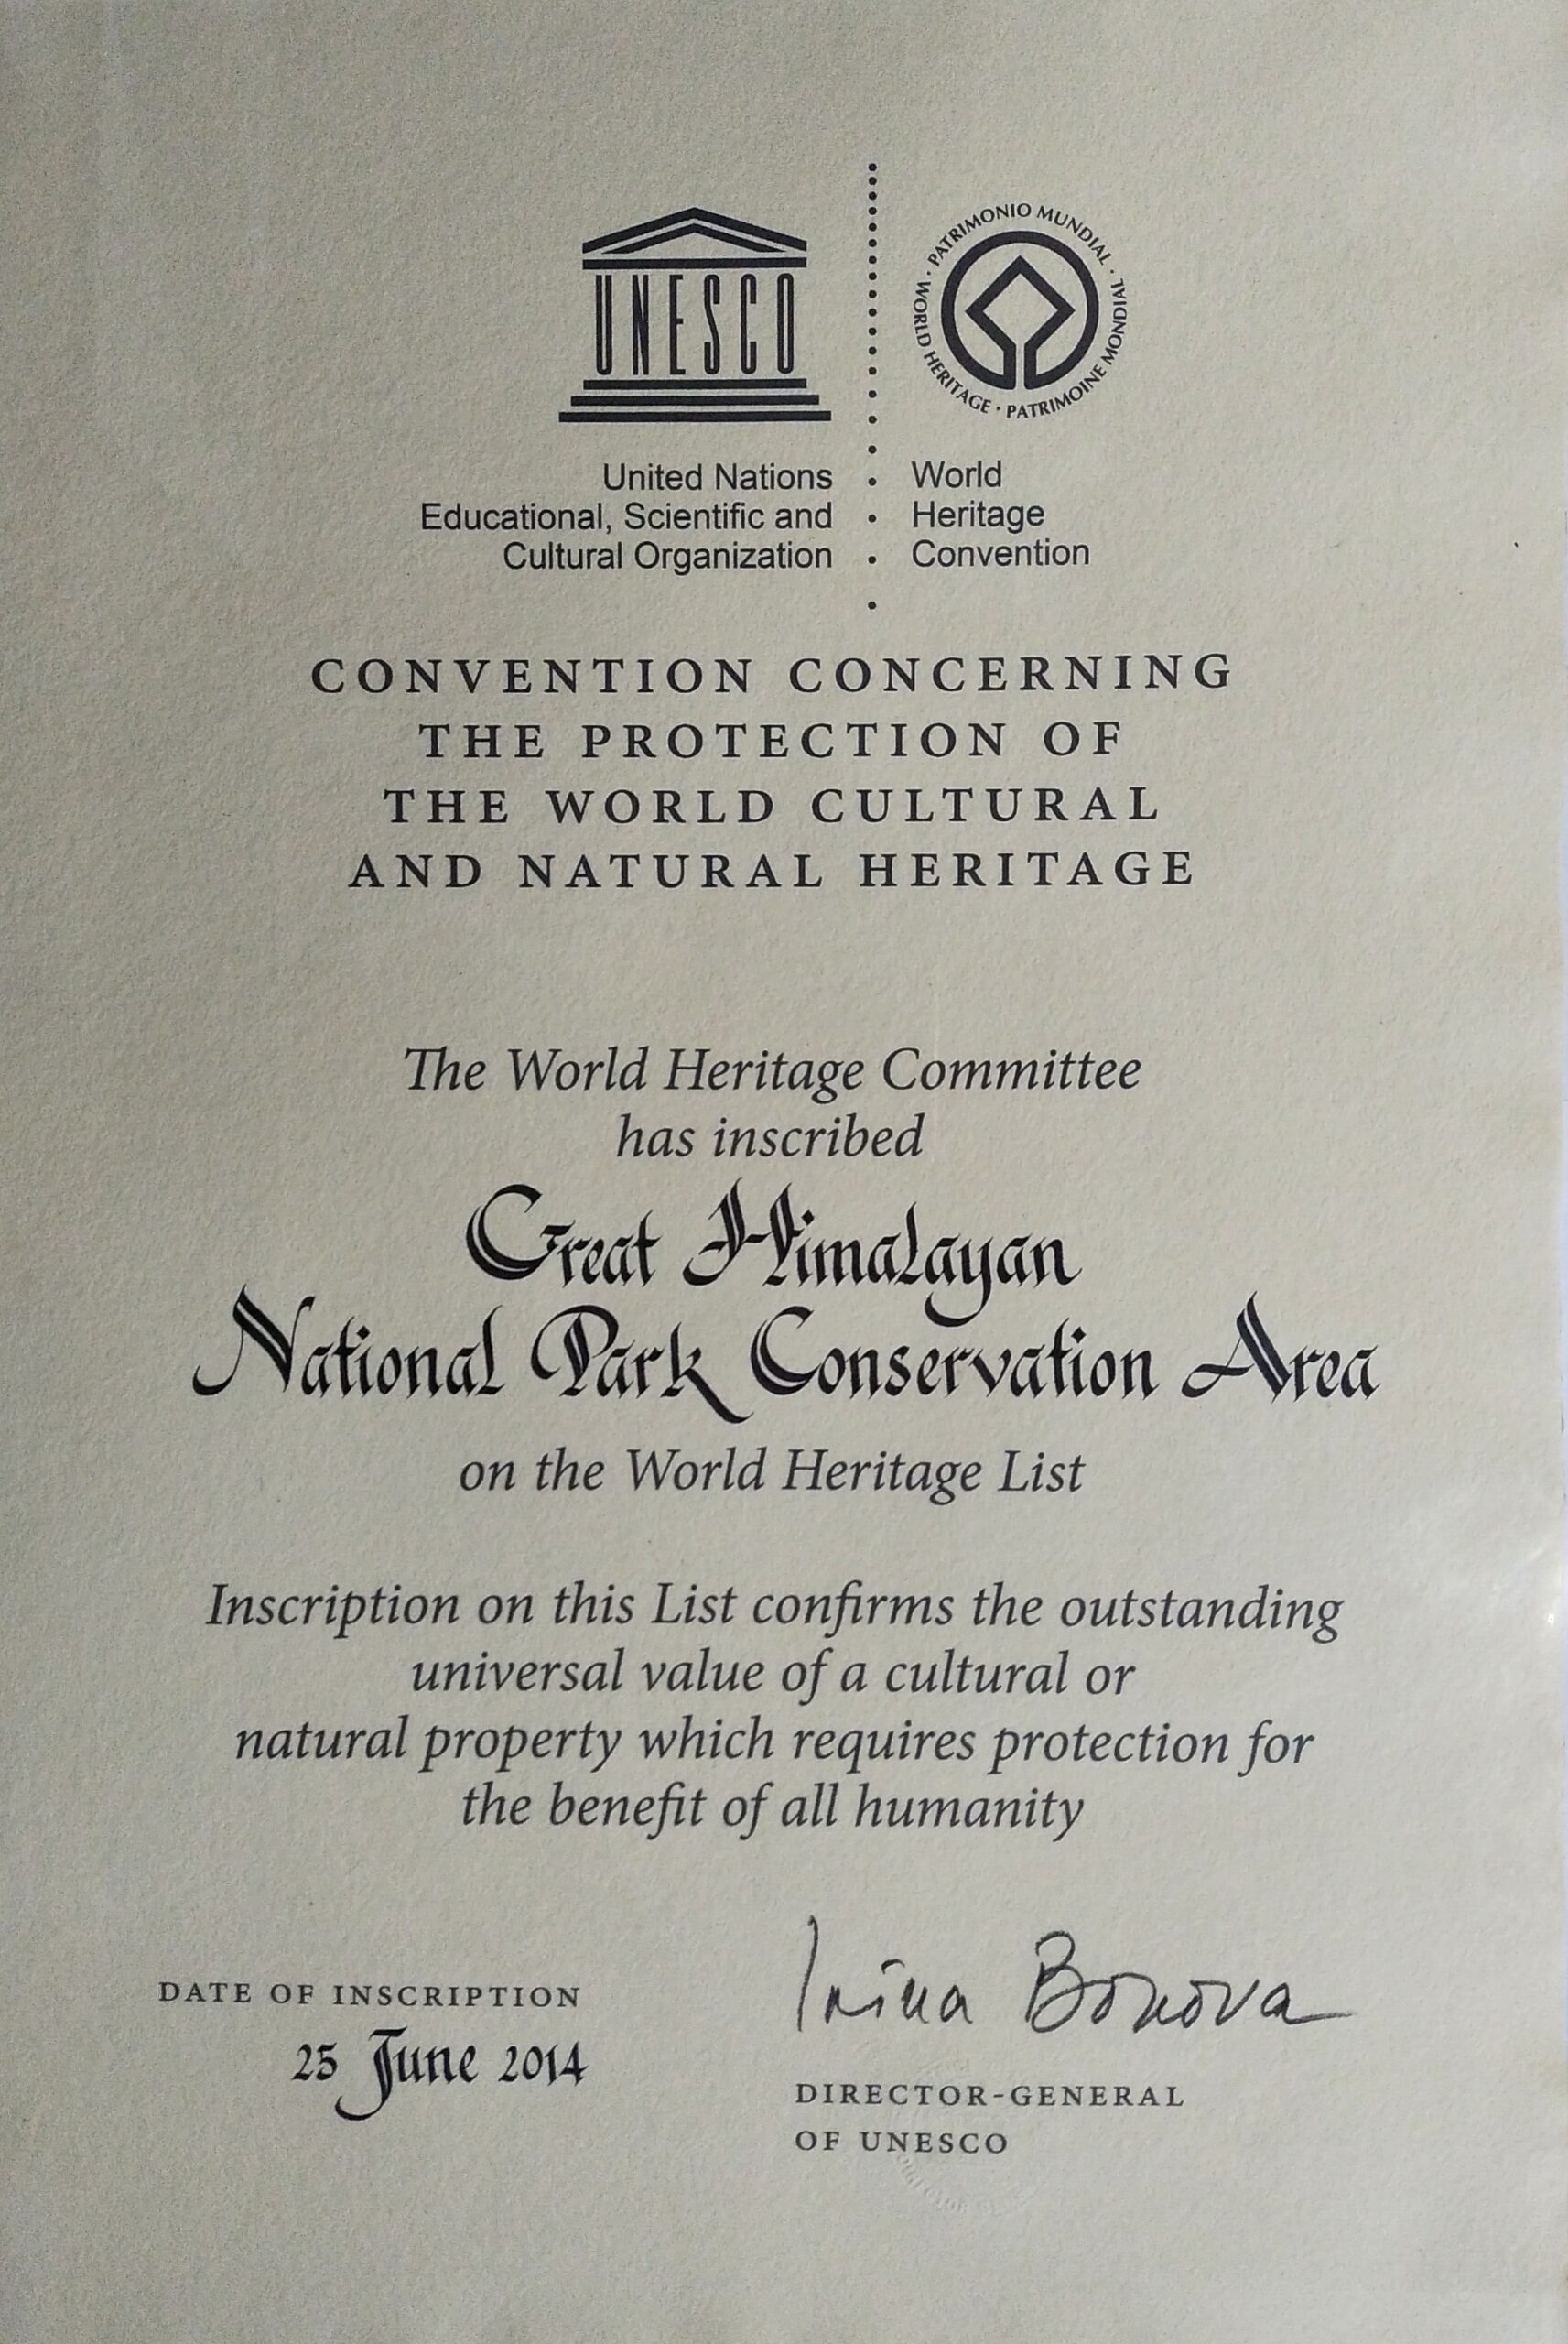 UNESCO
PATRIMONIO MUNDIAL · PATRIMOINE MONDIAL · WORLD HERITAGE ·
United Nations
Educational, Scientific and
Cultural Organization
World
Heritage
Convention
CONVENTION CONCERNING
THE PROTECTION OF
THE WORLD CULTURAL
AND NATURAL HERITAGE
The World Heritage Committee
has inscribed
Great Himalayan
National Park Conservation Area
on the World Heritage List
Inscription on this List confirms the outstanding
universal value of a cultural or
natural property which requires protection for
the benefit of all humanity
DATE OF INSCRIPTION
25 June 2014
Irina Bokova
DIRECTOR-GENERAL
OF UNESCO